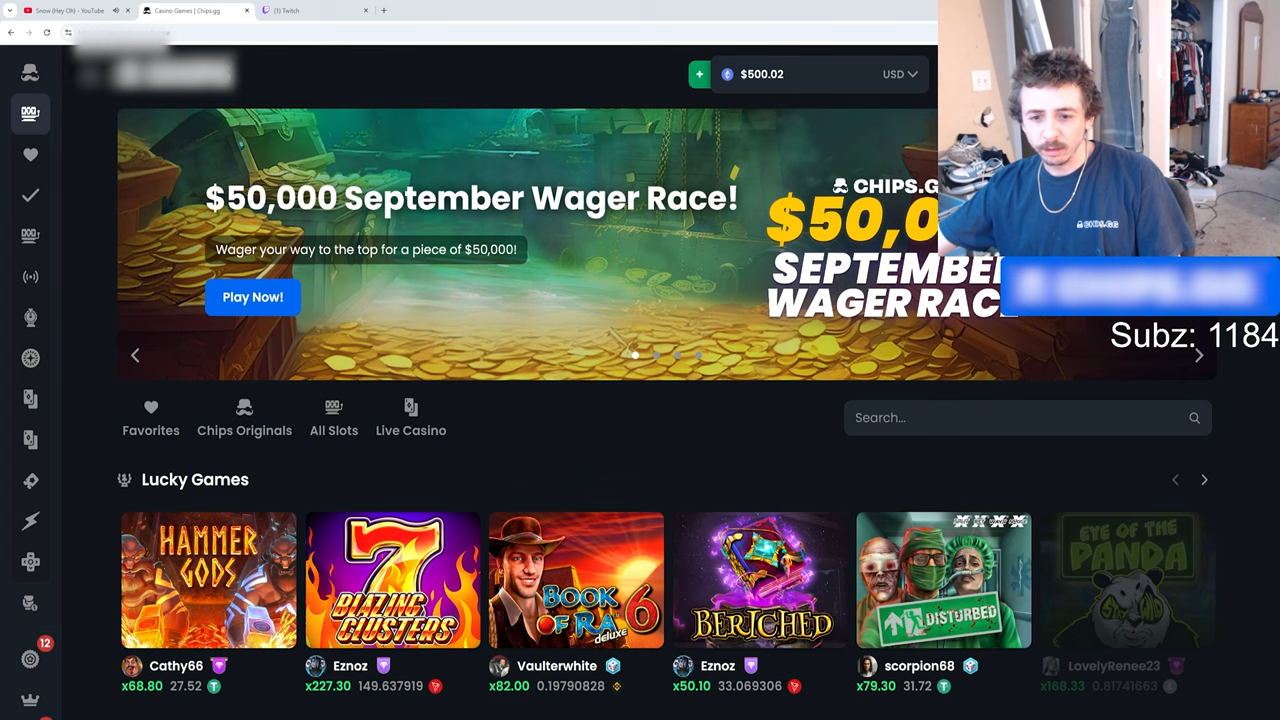 Snow (Hey Oh) - YouTube
Casino Games | Chips.gg
(1) Twitch
$500.02
USD
$50,000 September Wager Race!
Wager your way to the top for a piece of $50,000!
Play Now!
CHIPS.G
$50,0
SEPTEMBE
WAGER RAC
CHIPS.GG
Subz: 1184
Favorites
Chips Originals
All Slots
Live Casino
Search...
Lucky Games
HAMMER
GODS
7
BLAZING
CLUSTERS
BOOK
OF RA 6
deluxe
BERICHED
DISTURBED
EYE OF THE
PANDA
Cathy66
Eznoz
Vaulterwhite
Eznoz
scorpion68
LovelyRenee23
x68.80 27.52
x227.30 149.637919
x82.00 0.19790828
x50.10 33.069306
x79.30 31.72
x168.33 0.81741663
12